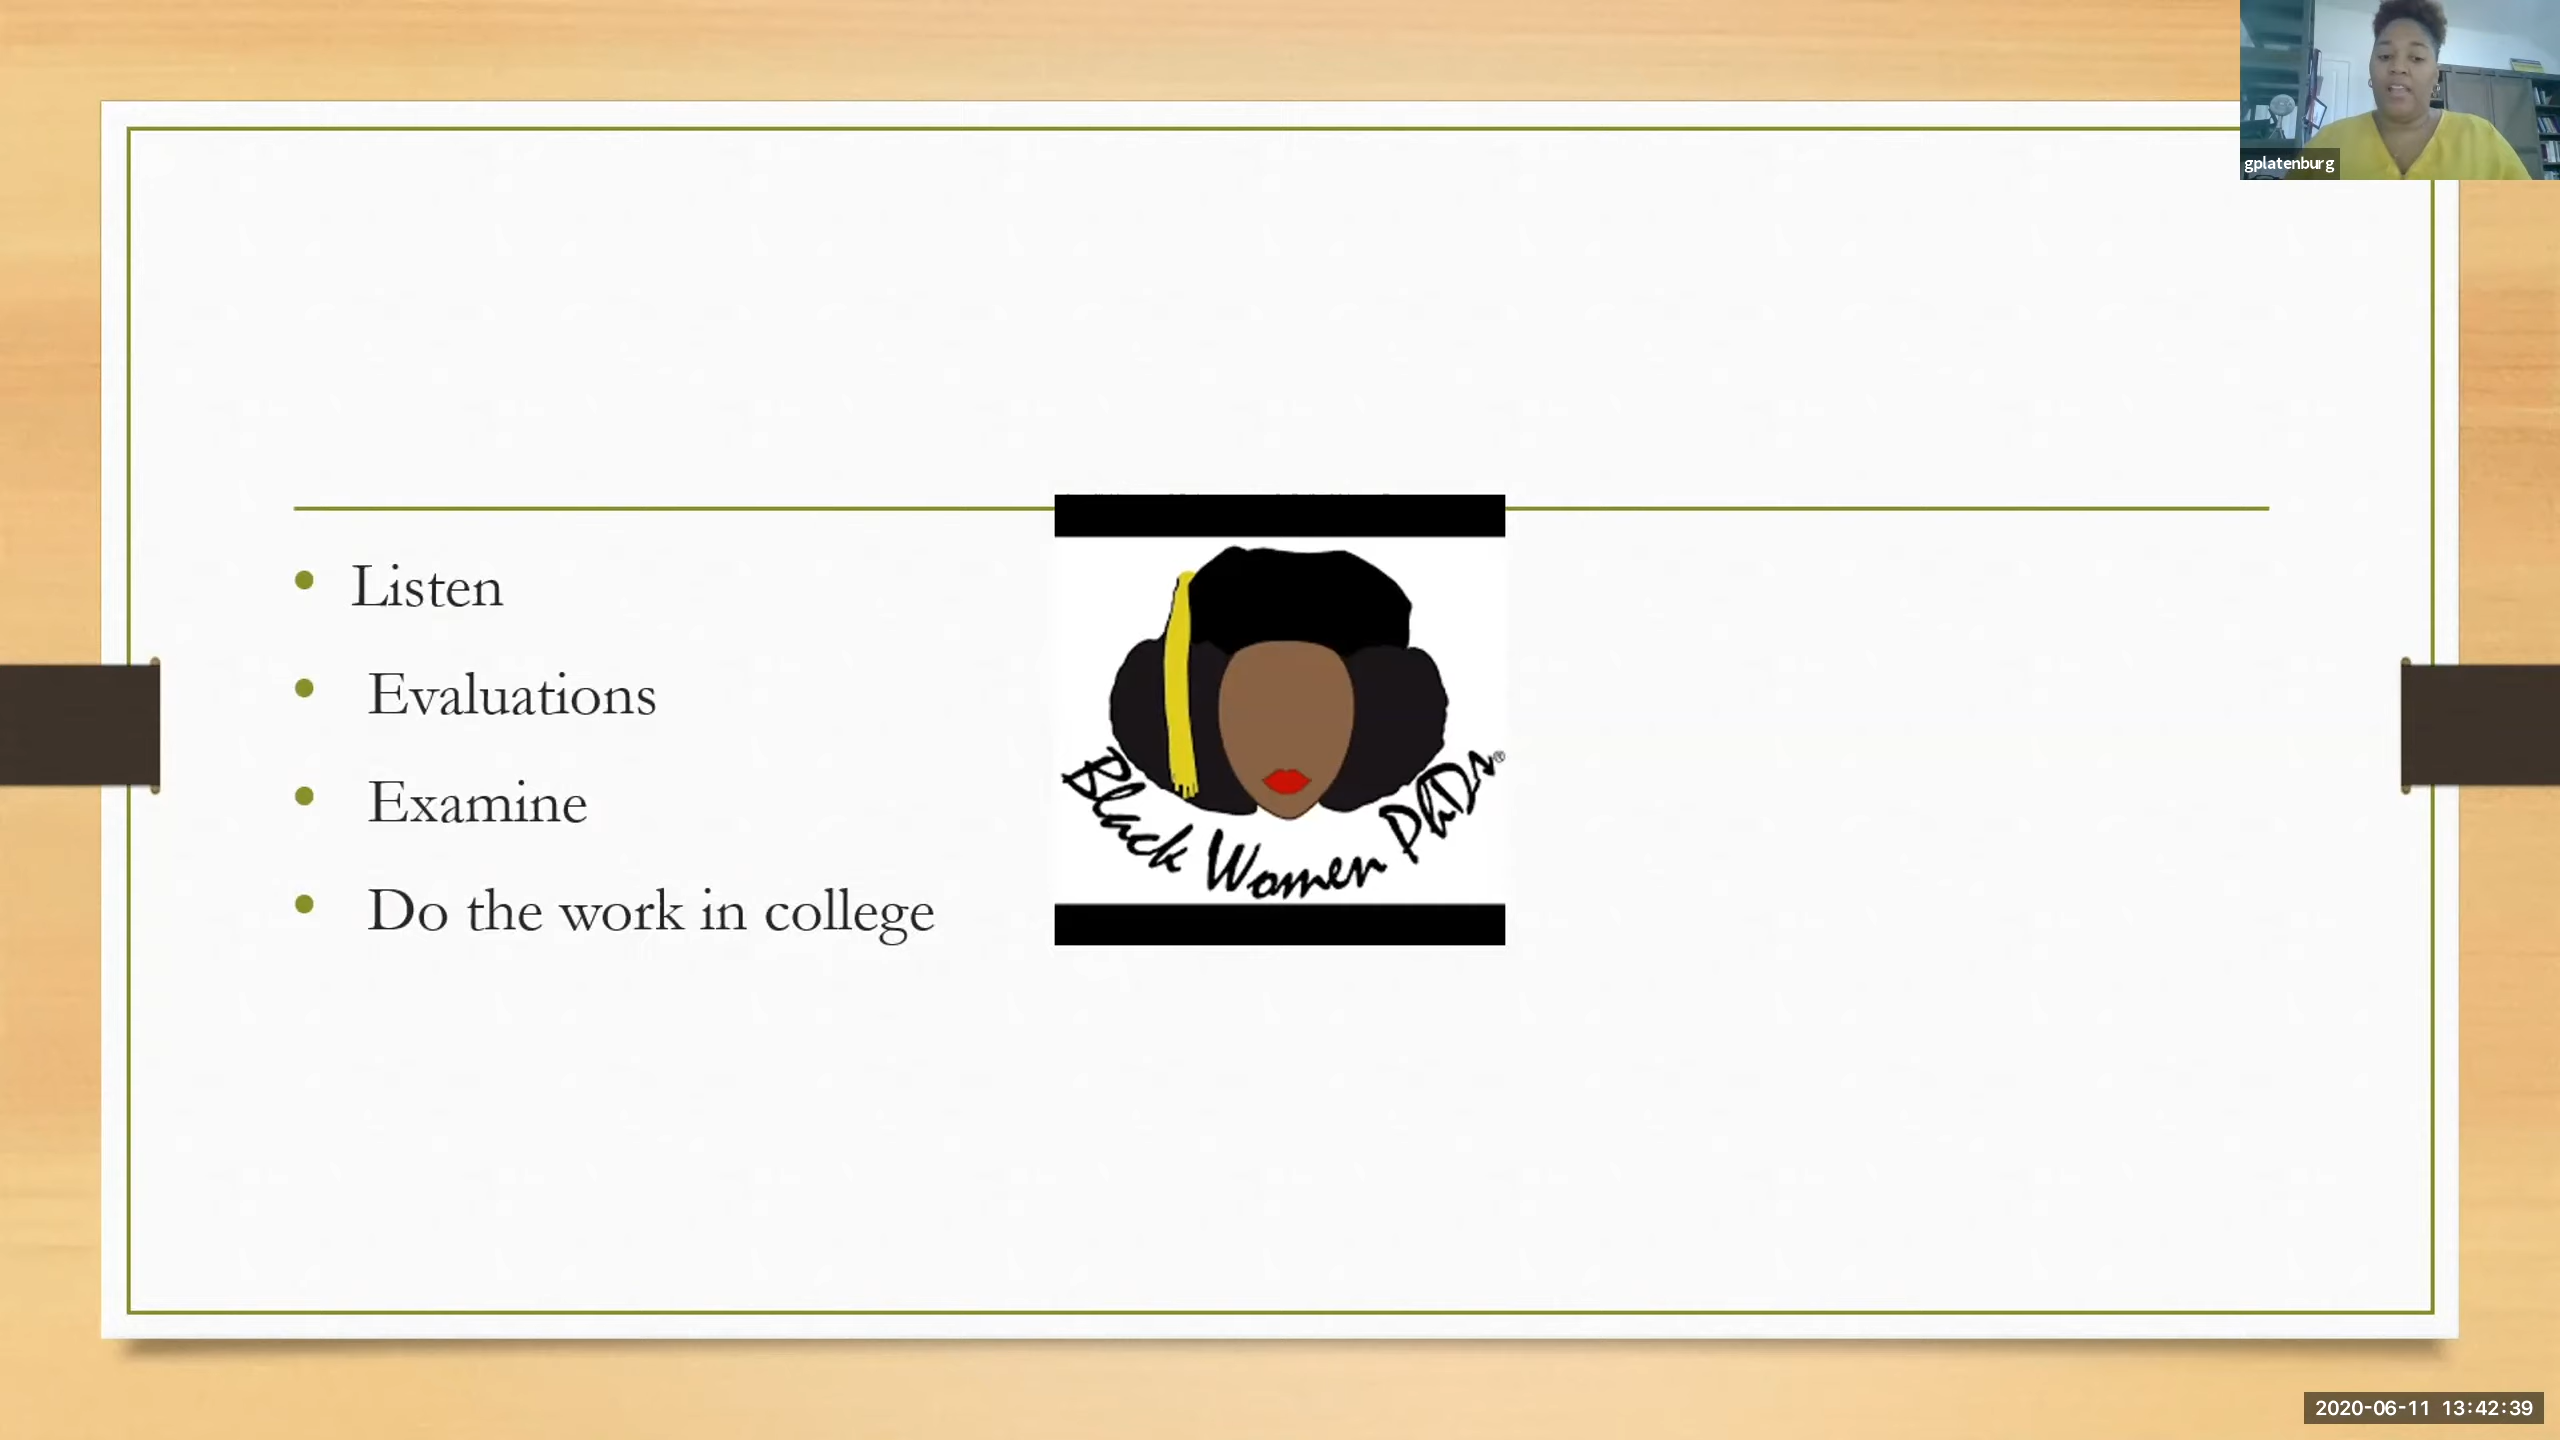 gplatenburg
Listen
Evaluations
Examine
Do the work in college
Black Women PhDs®
2020-06-11 13:42:39